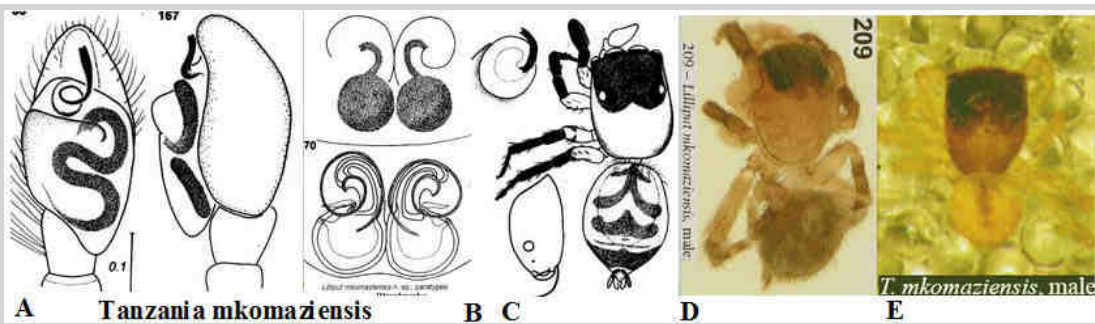 167
0.1
70
Lilliput mkomaziensis n. sp., paratypes
209
209 – Lilliput mkomaziensis, male.
T. mkomaziensis, male
A Tanzania mkomaziensis B C D E